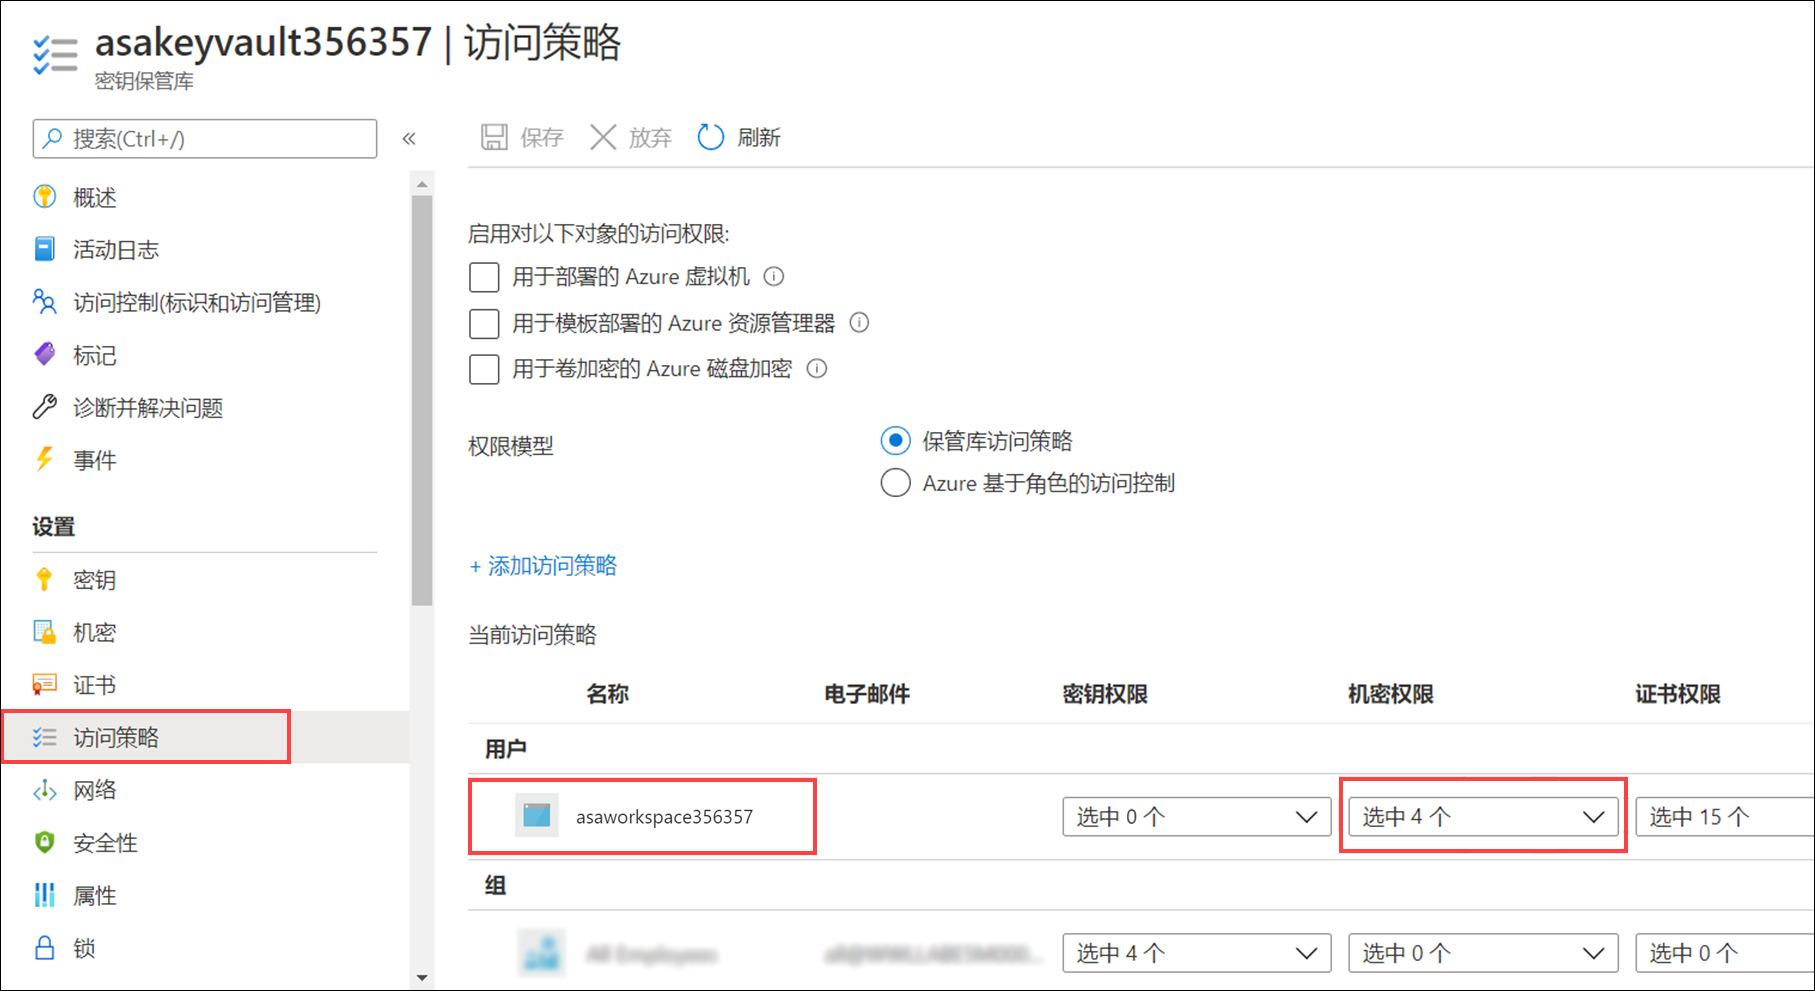 asakeyvault356357 | 访问策略
密钥保管库
搜索(Ctrl+/)
«
保存
放弃
刷新
概述
活动日志
访问控制(标识和访问管理)
标记
诊断并解决问题
事件
设置
密钥
机密
证书
访问策略
网络
安全性
属性
锁
启用对以下对象的访问权限:
用于部署的 Azure 虚拟机
用于模板部署的 Azure 资源管理器
用于卷加密的 Azure 磁盘加密
权限模型
保管库访问策略
Azure 基于角色的访问控制
+ 添加访问策略
当前访问策略
名称 电子邮件 密钥权限 机密权限 证书权限
用户
asaworkspace356357 选中 0 个 选中 4 个 选中 15 个
组
All Employees 选中 4 个 选中 0 个 选中 0 个